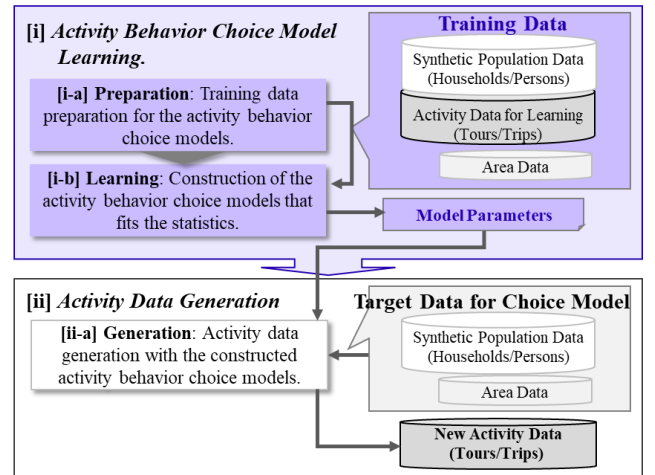 [i] Activity Behavior Choice Model
Learning.
Training Data
Synthetic Population Data
(Households/Persons)
Activity Data for Learning
(Tours/Trips)
Area Data
[i-a] Preparation: Training data
preparation for the activity behavior
choice models.
[i-b] Learning: Construction of the
activity behavior choice models that
fits the statistics.
Model Parameters
[ii] Activity Data Generation
Target Data for Choice Model
[ii-a] Generation: Activity data
generation with the constructed
activity behavior choice models.
Synthetic Population Data
(Households/Persons)
Area Data
New Activity Data
(Tours/Trips)